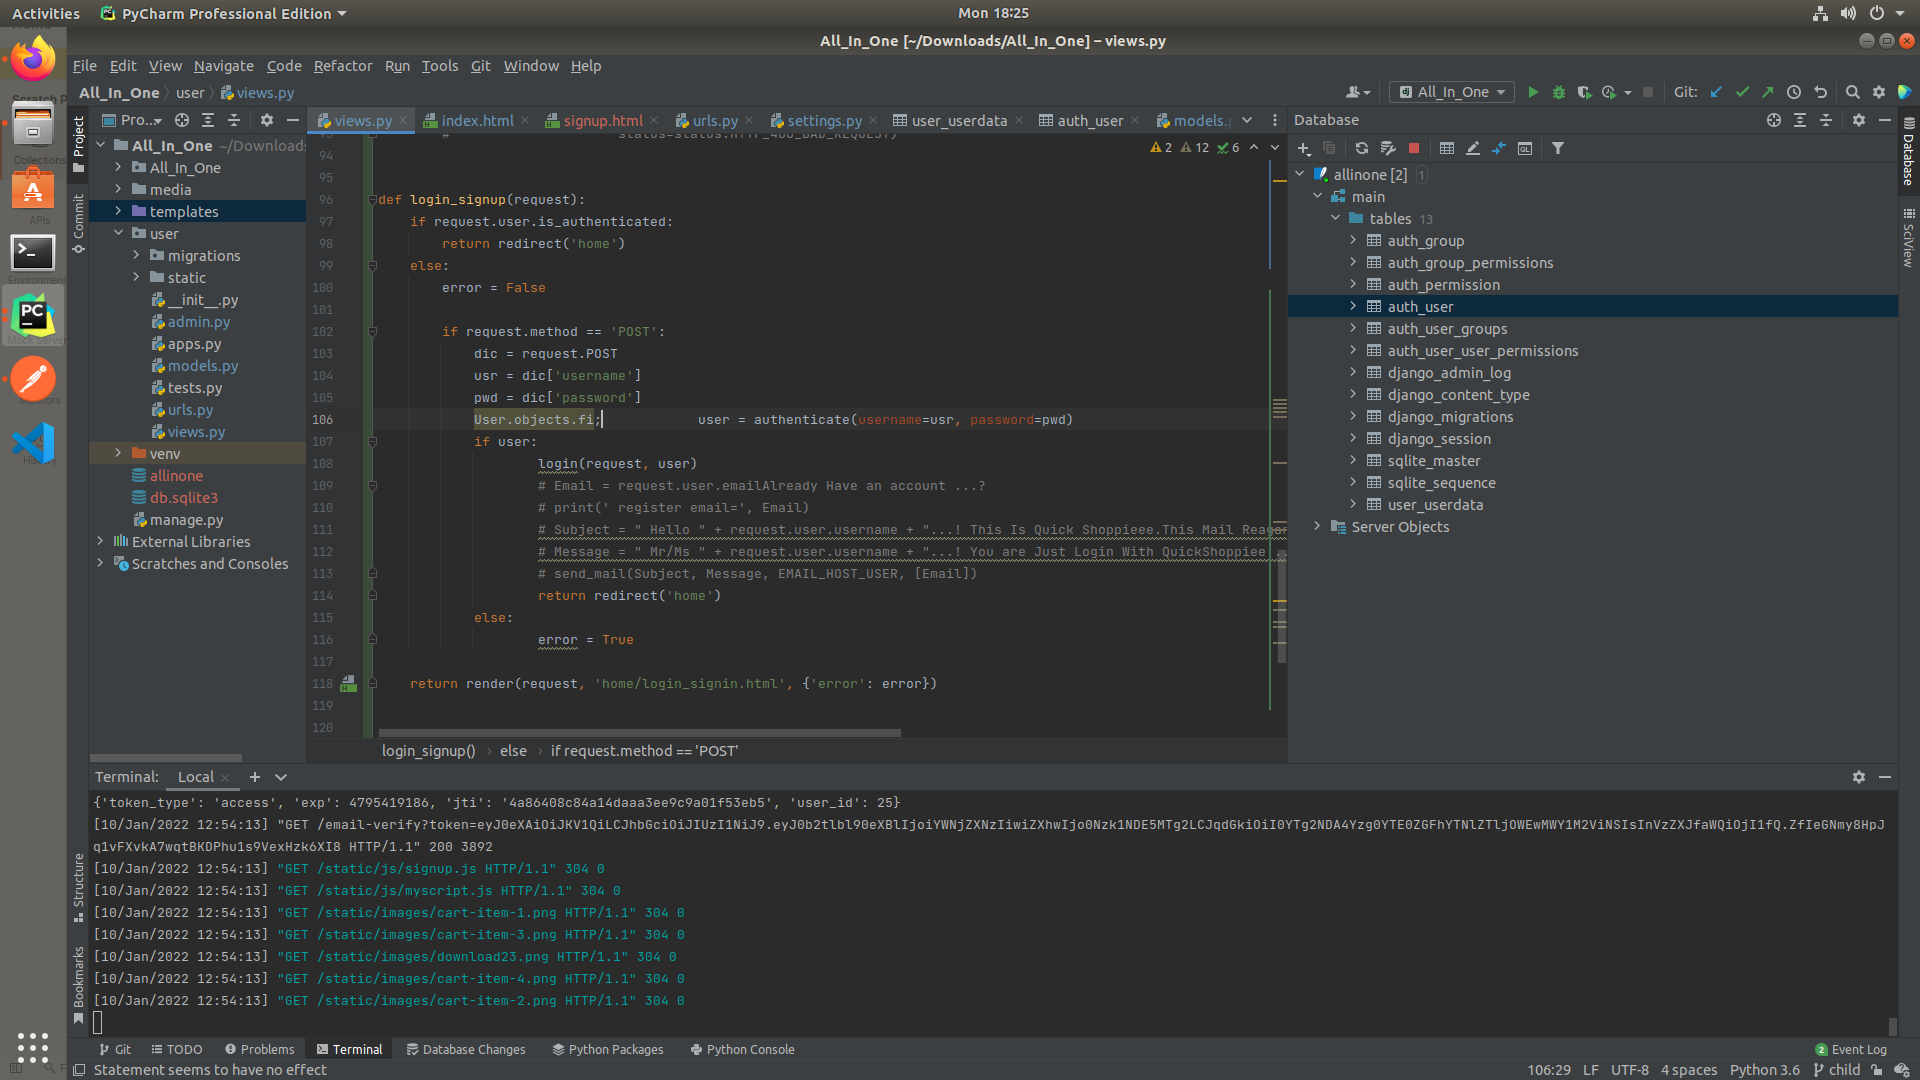 Activities
PyCharm Professional Edition
Mon 18:25
All_In_One [~/Downloads/All_In_One] – views.py
File Edit View Navigate Code Refactor Run Tools Git Window Help
All_In_One user views.py
All_In_One
Git:
Project
Commit
Structure
Bookmarks
Pro...
All_In_One ~/Downloads
All_In_One
media
templates
user
migrations
static
__init__.py
admin.py
apps.py
models.py
tests.py
urls.py
views.py
venv
allinone
db.sqlite3
manage.py
External Libraries
Scratches and Consoles
views.py index.html signup.html urls.py settings.py user_userdata auth_user models.
2 12 6
93 # status=status.HTTP_400_BAD_REQUEST)
94
95
96 def login_signup(request):
97 if request.user.is_authenticated:
98 return redirect('home')
99 else:
100 error = False
101
102 if request.method == 'POST':
103 dic = request.POST
104 usr = dic['username']
105 pwd = dic['password']
106 User.objects.fi; user = authenticate(username=usr, password=pwd)
107 if user:
108 login(request, user)
109 # Email = request.user.emailAlready Have an account ...?
110 # print(' register email=', Email)
111 # Subject = " Hello " + request.user.username + "...! This Is Quick Shoppieee.This Mail Reagar
112 # Message = " Mr/Ms " + request.user.username + "...! You are Just Login With QuickShoppiee
113 # send_mail(Subject, Message, EMAIL_HOST_USER, [Email])
114 return redirect('home')
115 else:
116 error = True
117
118 return render(request, 'home/login_signin.html', {'error': error})
119
120
login_signup() else if request.method == 'POST'
Database
allinone [2] 1
main
tables 13
auth_group
auth_group_permissions
auth_permission
auth_user
auth_user_groups
auth_user_user_permissions
django_admin_log
django_content_type
django_migrations
django_session
sqlite_master
sqlite_sequence
user_userdata
Server Objects
Database
SciView
Terminal: Local
{'token_type': 'access', 'exp': 4795419186, 'jti': '4a86408c84a14daaa3ee9c9a01f53eb5', 'user_id': 25}
[10/Jan/2022 12:54:13] "GET /email-verify?token=eyJ0eXAiOiJKV1QiLCJhbGciOiJIUzI1NiJ9.eyJ0b2tlbl90eXBlIjoiYWNjZXNzIiwiZXhwIjo0Nzk1NDE5MTg2LCJqdGkiOiI0YTg2NDA4Yzg0YTE0ZGFhYTNlZTljOWEwMWY1M2ViNSIsInVzZXJfaWQiOjI1fQ.ZfIeGNmy8HpJ
q1vFXvkA7wqtBKDPhu1s9VexHzk6XI8 HTTP/1.1" 200 3892
[10/Jan/2022 12:54:13] "GET /static/js/signup.js HTTP/1.1" 304 0
[10/Jan/2022 12:54:13] "GET /static/js/myscript.js HTTP/1.1" 304 0
[10/Jan/2022 12:54:13] "GET /static/images/cart-item-1.png HTTP/1.1" 304 0
[10/Jan/2022 12:54:13] "GET /static/images/cart-item-3.png HTTP/1.1" 304 0
[10/Jan/2022 12:54:13] "GET /static/images/download23.png HTTP/1.1" 304 0
[10/Jan/2022 12:54:13] "GET /static/images/cart-item-4.png HTTP/1.1" 304 0
[10/Jan/2022 12:54:13] "GET /static/images/cart-item-2.png HTTP/1.1" 304 0
Git TODO Problems Terminal Database Changes Python Packages Python Console
2 Event Log
Statement seems to have no effect
106:29 LF UTF-8 4 spaces Python 3.6 child